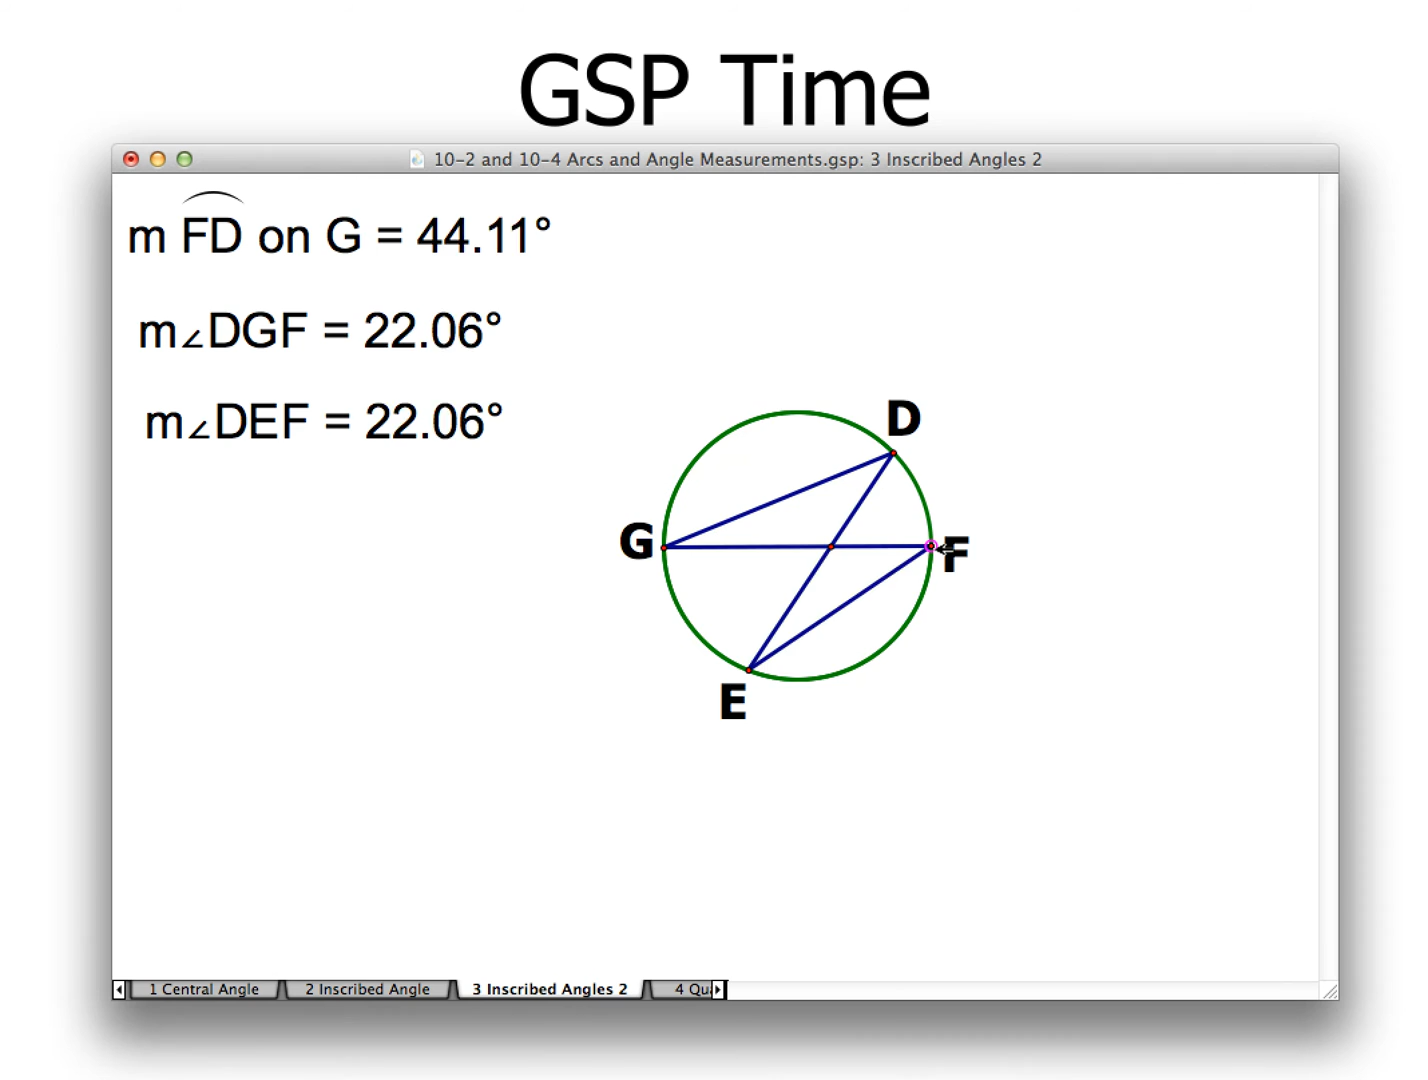 GSP Time
10-2 and 10-4 Arcs and Angle Measurements.gsp: 3 Inscribed Angles 2
m FD on G = 44.11°
m∠DGF = 22.06°
m∠DEF = 22.06°
D
G
F
E
1 Central Angle
2 Inscribed Angle
3 Inscribed Angles 2
4 Qu